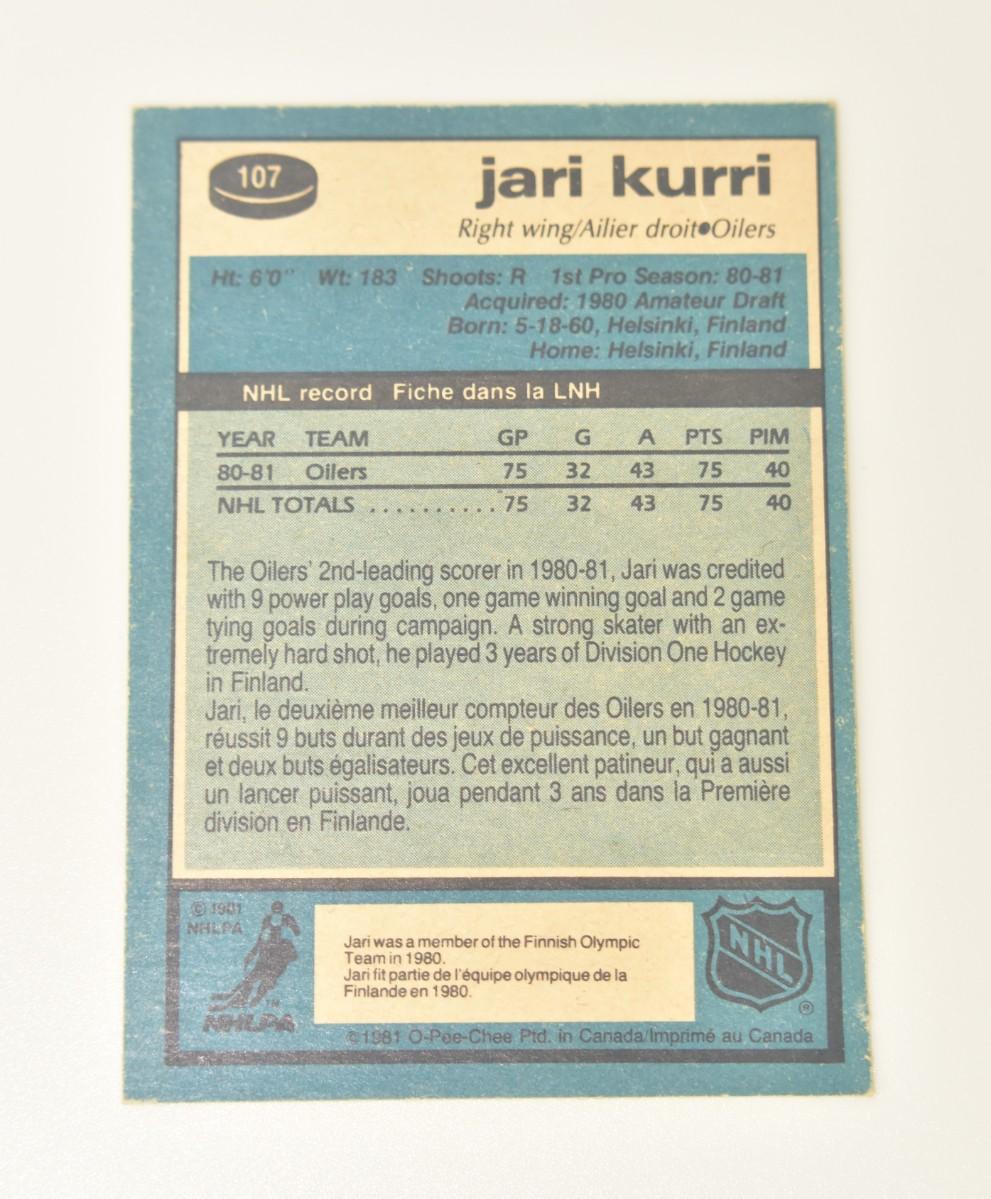 107
jari kurri
Right wing/Ailier droit•Oilers
Ht: 6'0" Wt: 183 Shoots: R 1st Pro Season: 80-81
Acquired: 1980 Amateur Draft
Born: 5-18-60, Helsinki, Finland
Home: Helsinki, Finland
NHL record Fiche dans la LNH
YEAR TEAM GP G A PTS PIM
80-81 Oilers 75 32 43 75 40
NHL TOTALS .......... 75 32 43 75 40
The Oilers' 2nd-leading scorer in 1980-81, Jari was credited
with 9 power play goals, one game winning goal and 2 game
tying goals during campaign. A strong skater with an ex-
tremely hard shot, he played 3 years of Division One Hockey
in Finland.
Jari, le deuxième meilleur compteur des Oilers en 1980-81,
réussit 9 buts durant des jeux de puissance, un but gagnant
et deux buts égalisateurs. Cet excellent patineur, qui a aussi
un lancer puissant, joua pendant 3 ans dans la Première
division en Finlande.
© 1981
NHLPA
Jari was a member of the Finnish Olympic
Team in 1980.
Jari fit partie de l'équipe olympique de la
Finlande en 1980.
NHL
®
™
NHLPA
©1981 O-Pee-Chee Ptd. in Canada/Imprimé au Canada